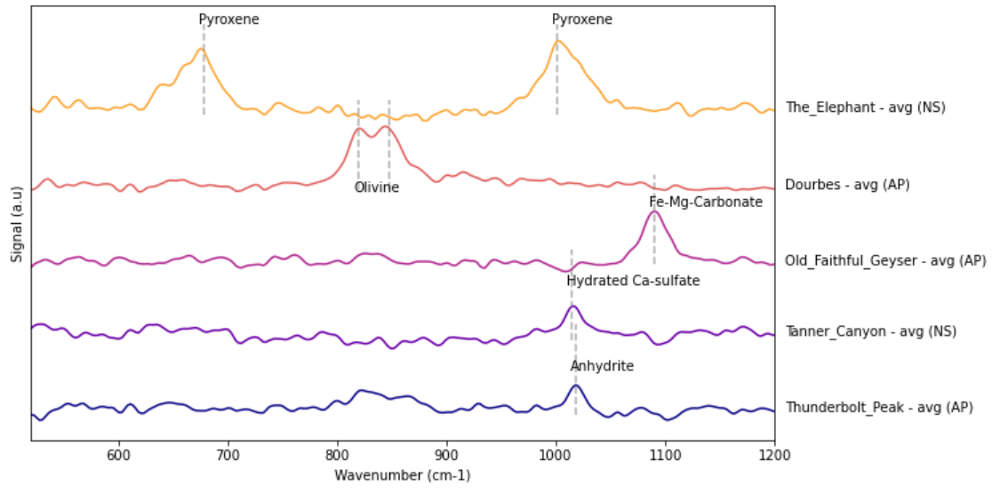 Pyroxene
Pyroxene
The_Elephant - avg (NS)
Olivine
Dourbes - avg (AP)
Fe-Mg-Carbonate
Old_Faithful_Geyser - avg (AP)
Hydrated Ca-sulfate
Tanner_Canyon - avg (NS)
Anhydrite
Thunderbolt_Peak - avg (AP)
Signal (a.u)
600 700 800 900 1000 1100 1200
Wavenumber (cm-1)